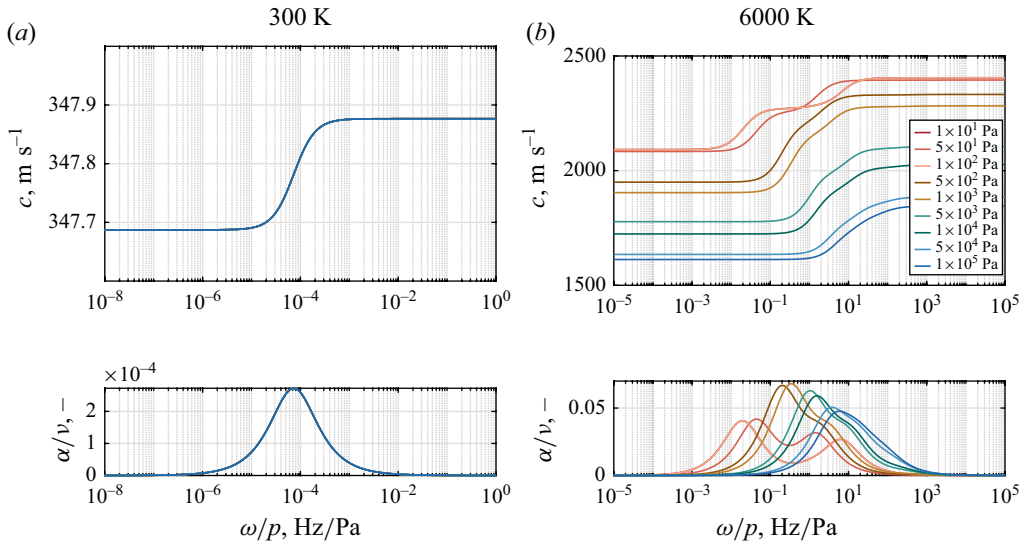 300 K
6000 K
(a)
(b)
347.9
347.8
347.7
c, m s⁻¹
10⁻⁸ 10⁻⁶ 10⁻⁴ 10⁻² 10⁰
2500
2000
1500
c, m s⁻¹
1×10¹ Pa
5×10¹ Pa
1×10² Pa
5×10² Pa
1×10³ Pa
5×10³ Pa
1×10⁴ Pa
5×10⁴ Pa
1×10⁵ Pa
10⁻⁵ 10⁻³ 10⁻¹ 10¹ 10³ 10⁵
×10⁻⁴
2
1
0
α/ν, –
10⁻⁸ 10⁻⁶ 10⁻⁴ 10⁻² 10⁰
ω/p, Hz/Pa
0.05
0
α/ν, –
10⁻⁵ 10⁻³ 10⁻¹ 10¹ 10³ 10⁵
ω/p, Hz/Pa